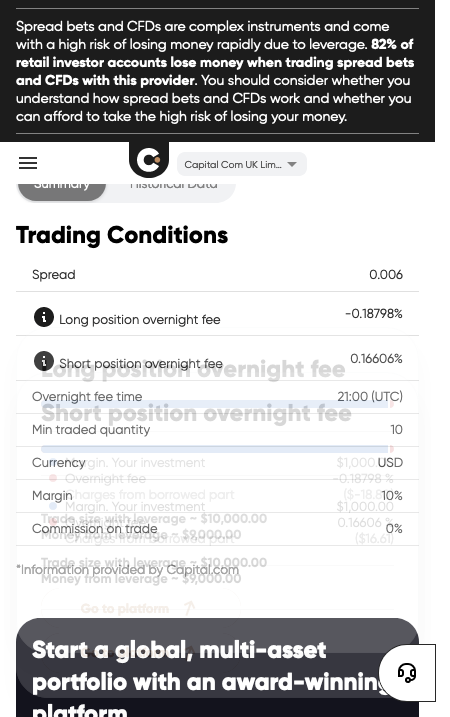 Spread bets and CFDs are complex instruments and come
with a high risk of losing money rapidly due to leverage. 82% of
retail investor accounts lose money when trading spread bets
and CFDs with this provider. You should consider whether you
understand how spread bets and CFDs work and whether you
can afford to take the high risk of losing your money.
Capital Com UK Lim...
Summary
Historical Data
Trading Conditions
Spread 0.006
Long position overnight fee -0.18798%
Short position overnight fee 0.16606%
Long position overnight fee
Overnight fee time 21:00 (UTC)
Short position overnight fee
Min traded quantity 10
Currency USD
Margin. Your investment
Overnight fee -0.18798 %
Charges from borrowed part
Margin 10%
Margin. Your investment $1,000.00
Trade size with leverage ~ $10,000.00
0.16606 %
Commission on trade 0%
Money from leverage ~ $9,000.00
($16.61)
Trade size with leverage ~ $10,000.00
*Information provided by Capital.com
Money from leverage ~ $9,000.00
Go to platform
Start a global, multi-asset
portfolio with an award-winning
platform